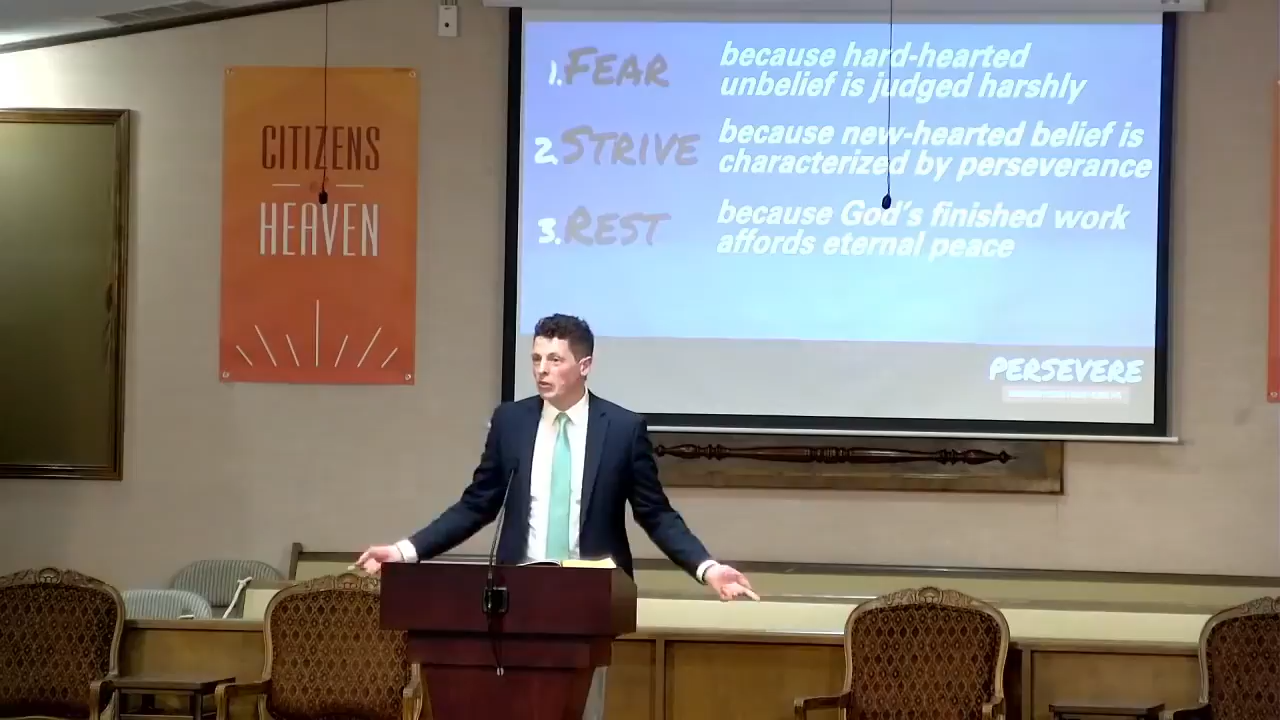 CITIZENS
HEAVEN
1. FEAR because hard-hearted
unbelief is judged harshly
2. STRIVE because new-hearted belief is
characterized by perseverance
3. REST because God's finished work
affords eternal peace
PERSEVERE